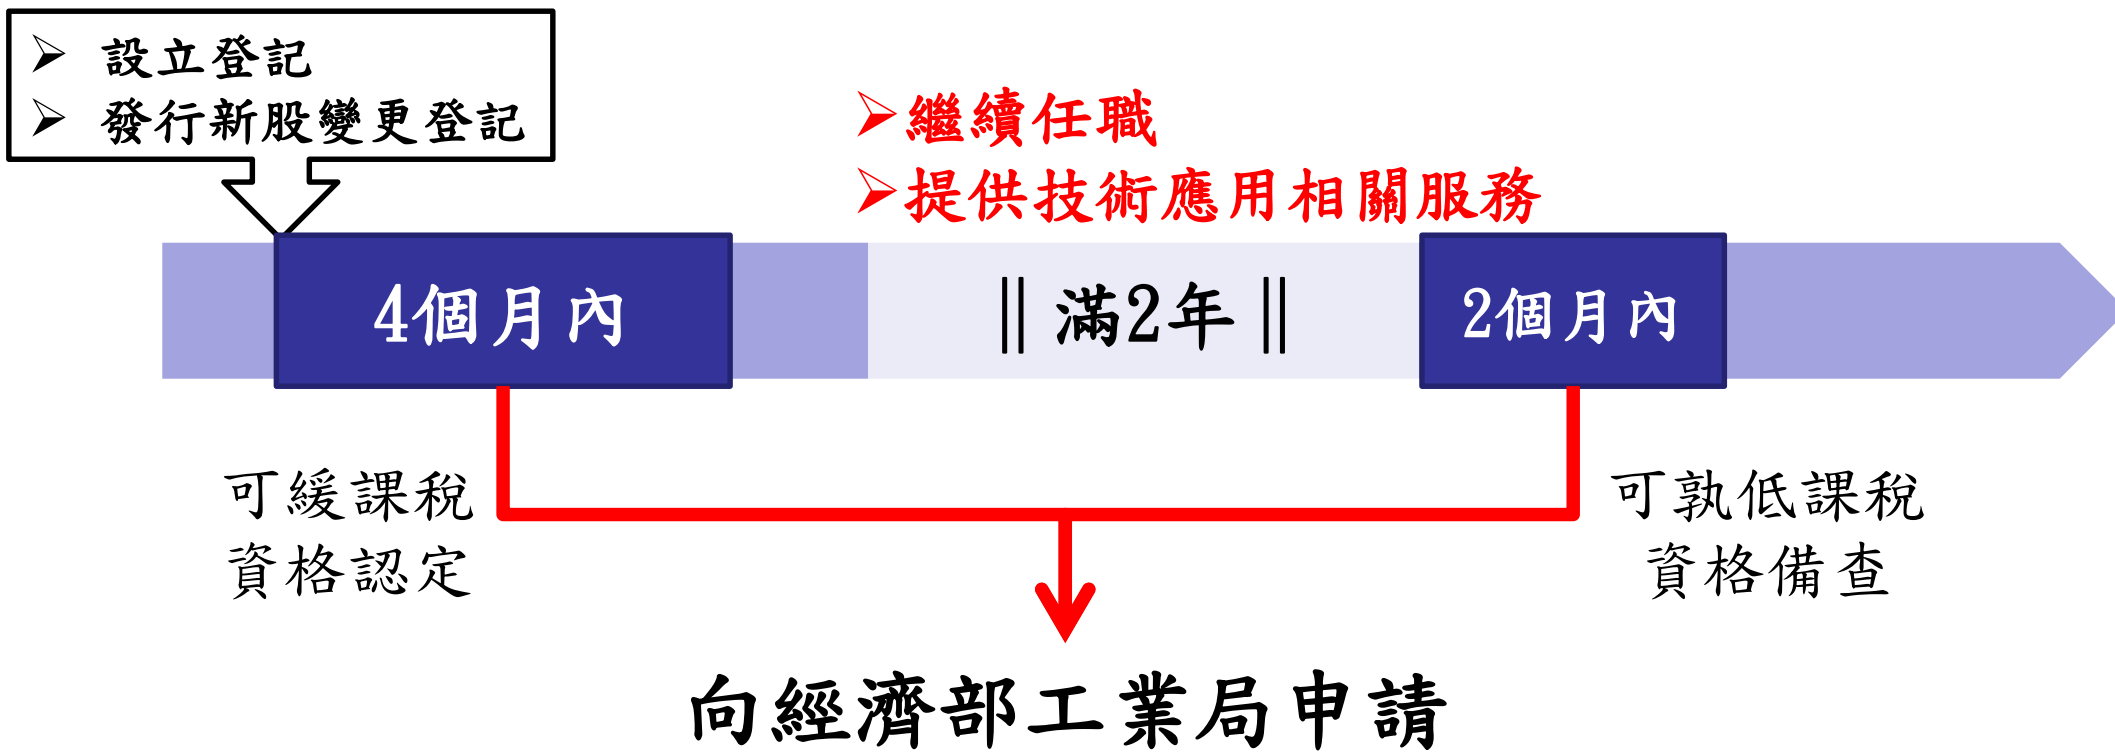 ➢ 設立登記
➢ 發行新股變更登記
➢繼續任職
➢提供技術應用相關服務
4個月內
‖ 滿2年 ‖
2個月內
可緩課稅
資格認定
可孰低課稅
資格備查
向經濟部工業局申請